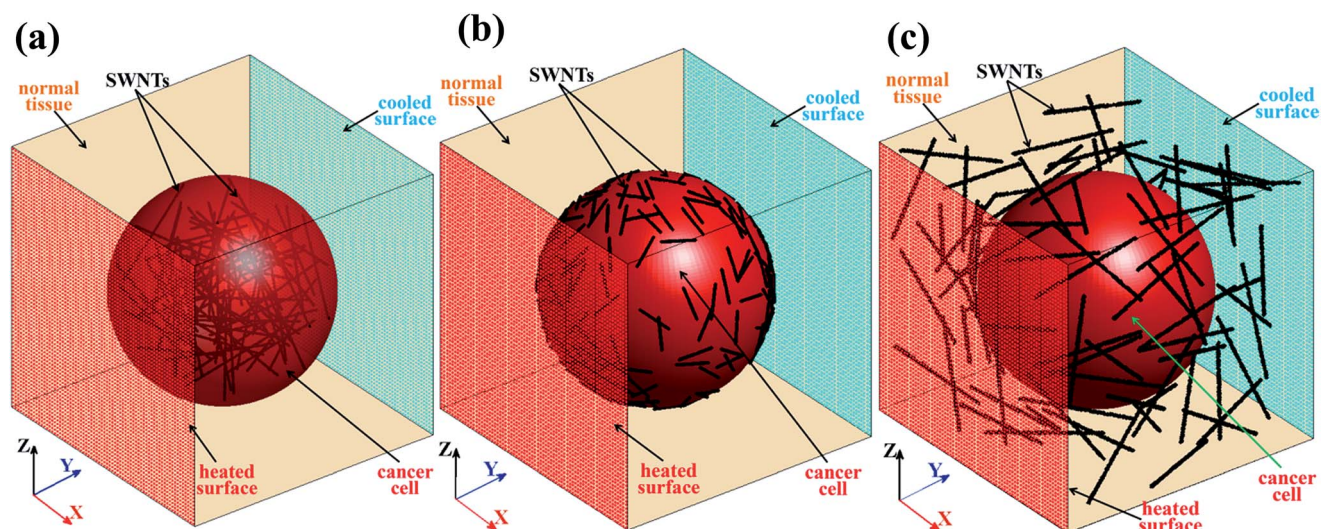 (a)
SWNTs
normal
tissue
cooled
surface
heated
surface
cancer
cell
Z
Y
X
(b)
SWNTs
normal
tissue
cooled
surface
heated
surface
cancer
cell
Z
Y
X
(c)
SWNTs
normal
tissue
cooled
surface
cancer
cell
heated
surface
Z
Y
X